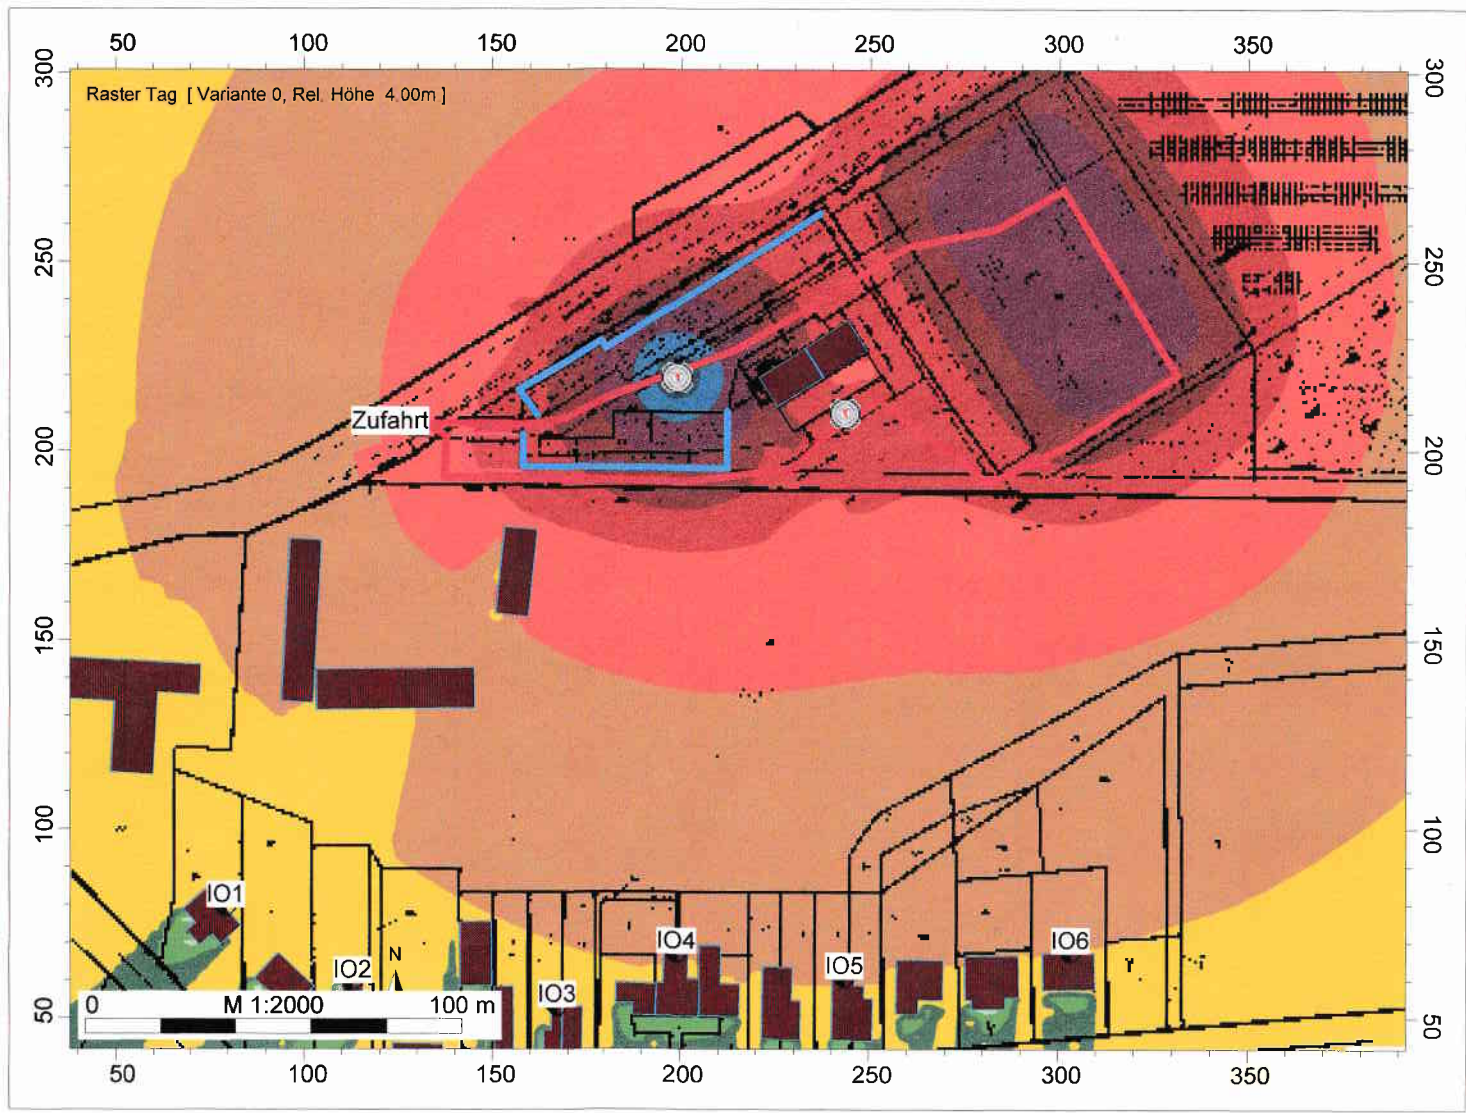 50 100 150 200 250 300 350
300 300
Raster Tag [ Variante 0, Rel. Höhe 4.00m ]
250 250
Zufahrt
200 200
150 150
100 100
IO1
IO4 IO6
N
IO2 IO5
IO3
0 M 1:2000 100 m
50 50
50 100 150 200 250 300 350